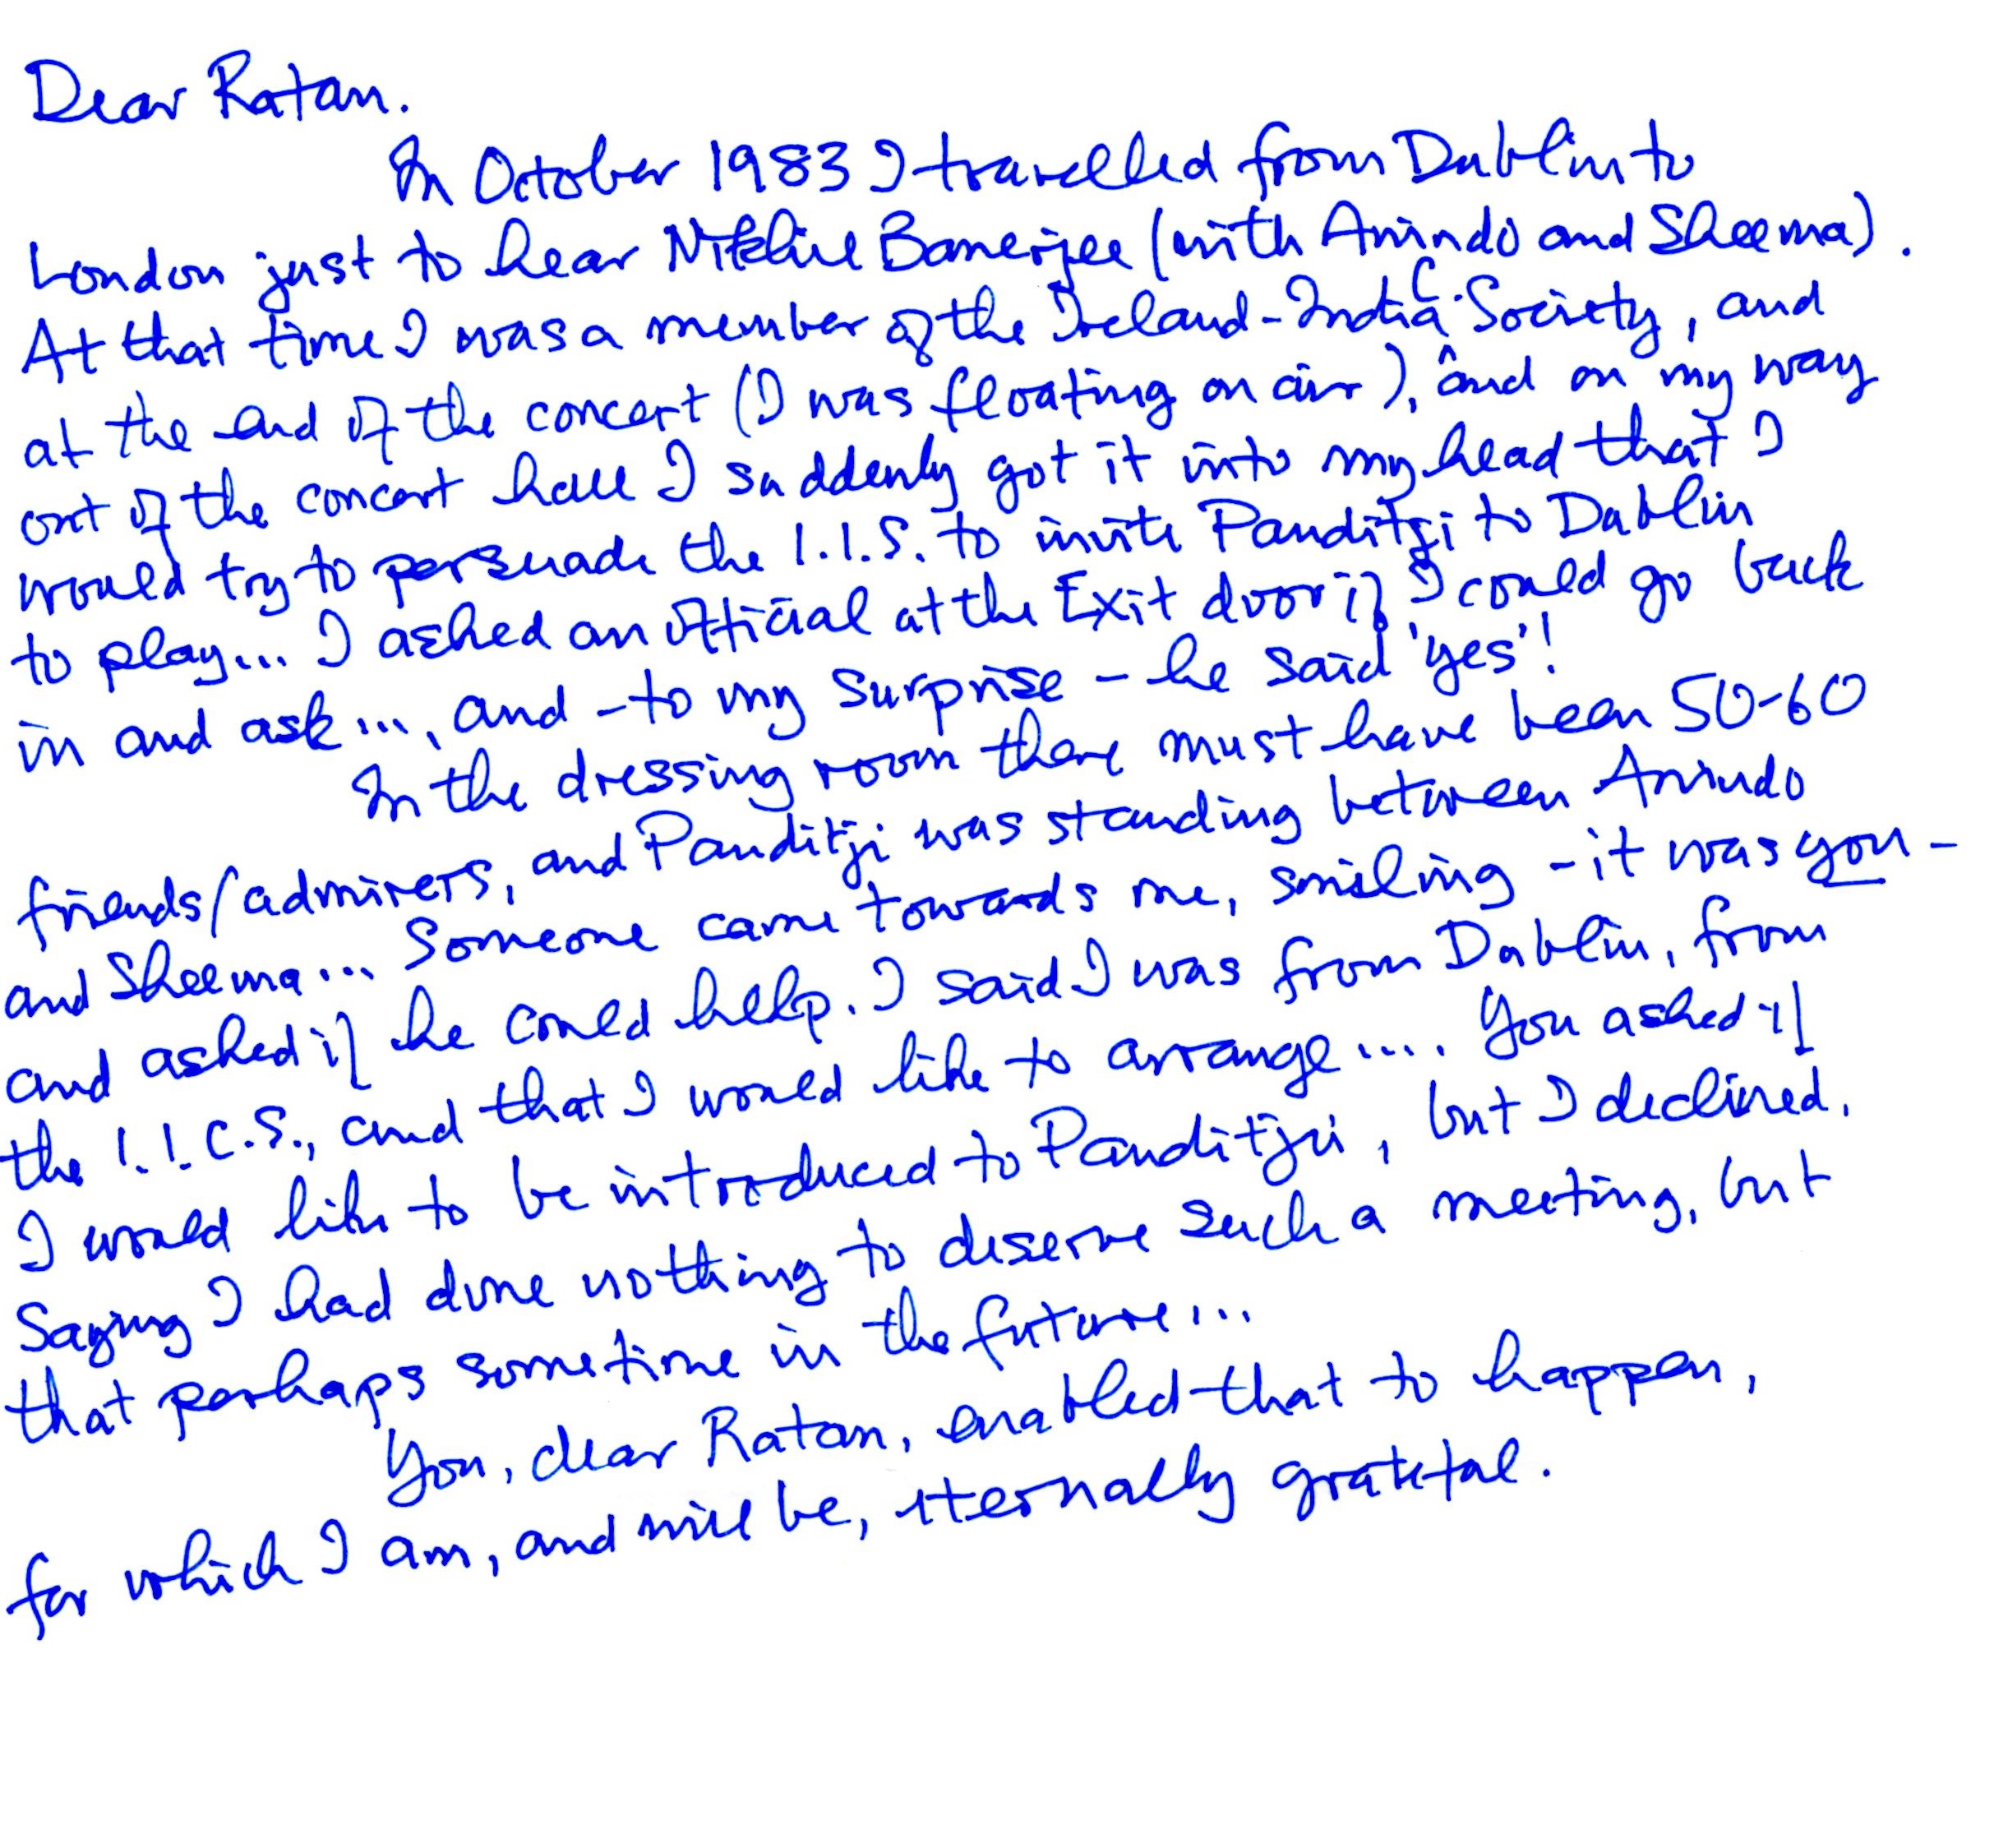 Dear Ratan.
In October 1983 I travelled from Dublin to
London just to hear Nikhil Banerjee (with Anindo and Sheema).
At that time I was a member of the Ireland-India C. Society, and
at the end of the concert (I was floating on air), and on my way
out of the concert hall I suddenly got it into my head that I
would try to persuade the I.I.S. to invite Panditji to Dublin
to play... I asked an official at the Exit door if I could go back
in and ask..., and - to my surprise - he said 'yes'!
In the dressing room there must have been 50-60
friends/admirers, and Panditji was standing between Anindo
and Sheema... Someone came towards me, smiling - it was you -
and asked if he could help. I said I was from Dublin, from
the I.I.C.S., and that I would like to arrange.... You asked if
I would like to be introduced to Panditji, but I declined,
Saying I had done nothing to deserve such a meeting, but
that perhaps sometime in the future...
You, dear Ratan, enabled that to happen,
for which I am, and will be, eternally grateful.